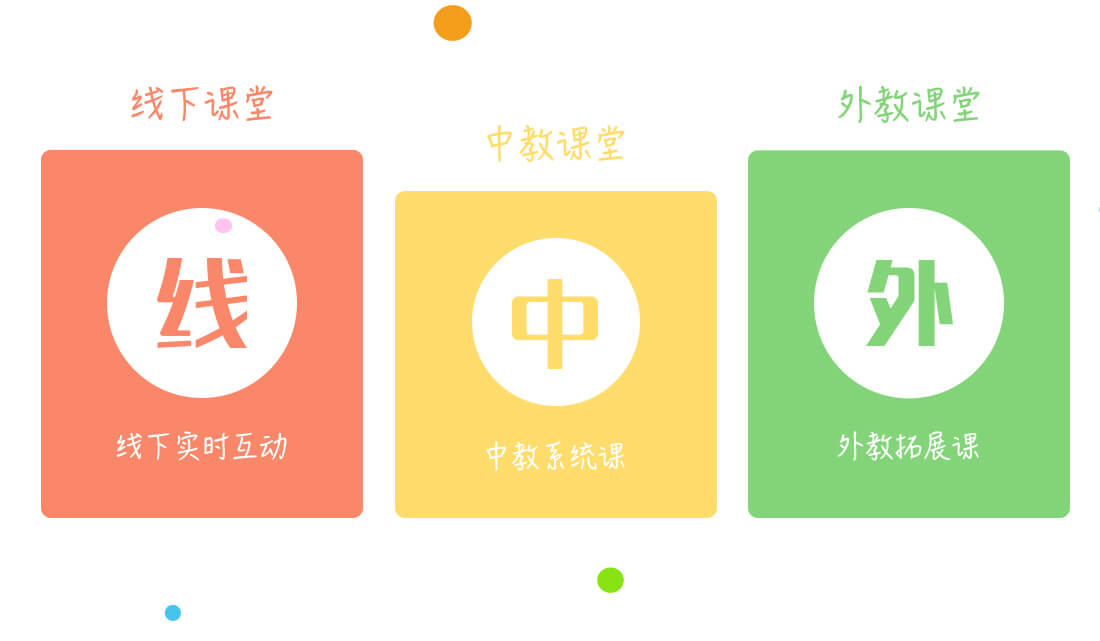 线下课堂
线
线下实时互动
中教课堂
中
中教系统课
外教课堂
外
外教拓展课